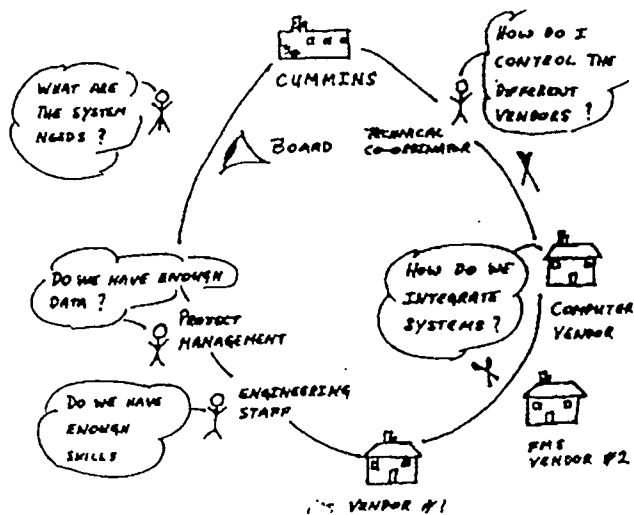 CUMMINS
HOW DO I
CONTROL THE
DIFFERENT
VENDORS ?
WHAT ARE
THE SYSTEM
NEEDS ?
BOARD
TECHNICAL
CO-ORDINATOR
DO WE HAVE ENOUGH
DATA ?
HOW DO WE
INTEGRATE
SYSTEMS ?
COMPUTER
VENDOR
PROJECT
MANAGEMENT
DO WE HAVE
ENOUGH
SKILLS
ENGINEERING
STAFF
FMS
VENDOR #2
VENDOR #1